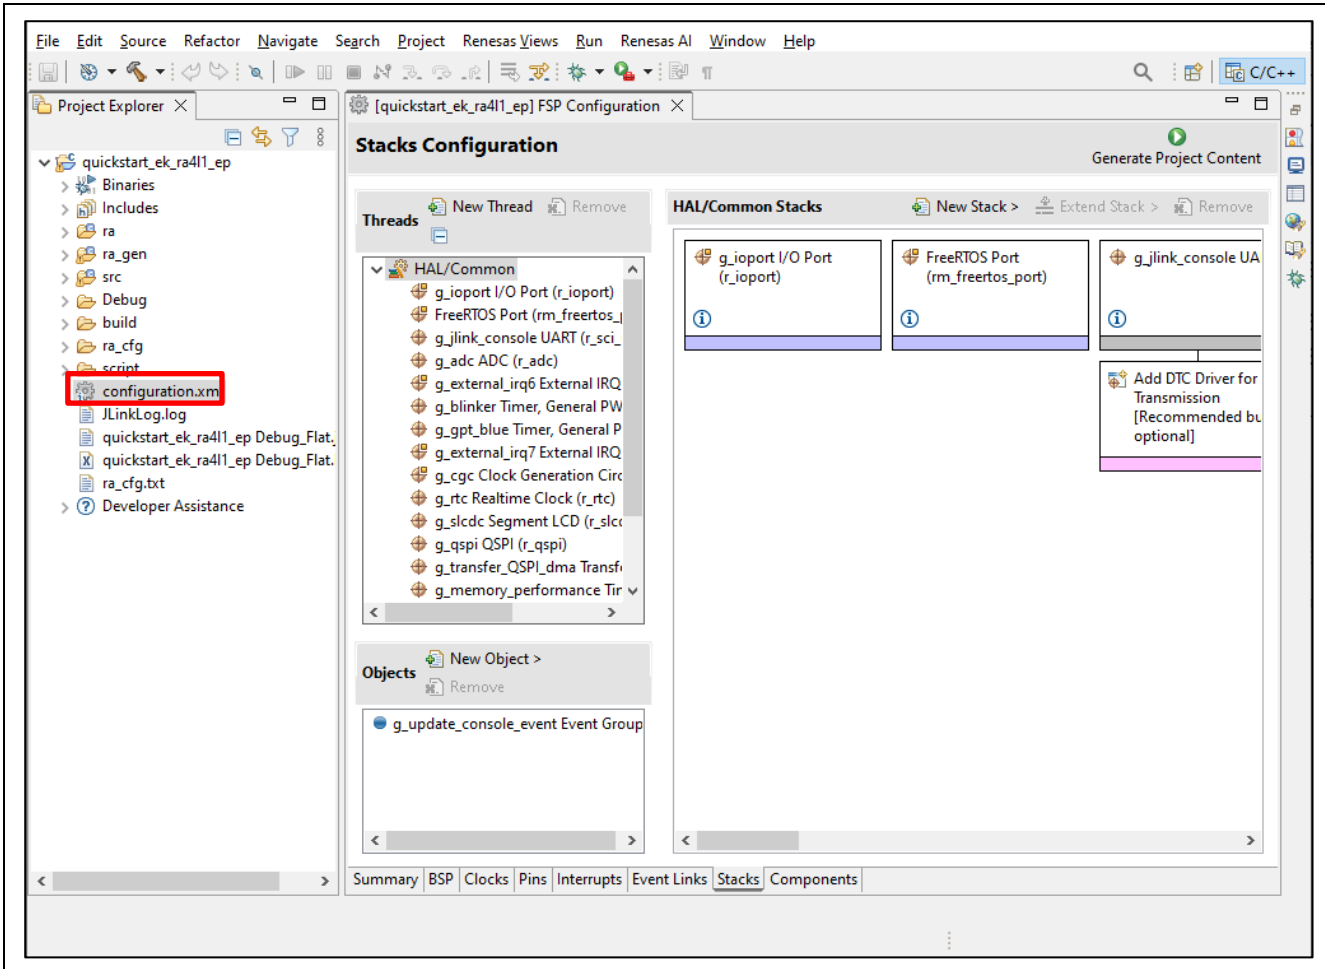 File Edit Source Refactor Navigate Search Project Renesas Views Run Renesas AI Window Help
C/C++
Project Explorer
[quickstart_ek_ra4l1_ep] FSP Configuration
Stacks Configuration
Generate Project Content
quickstart_ek_ra4l1_ep
Binaries
Includes
ra
ra_gen
src
Debug
build
ra_cfg
script
configuration.xm
JLinkLog.log
quickstart_ek_ra4l1_ep Debug_Flat.j
quickstart_ek_ra4l1_ep Debug_Flat.
ra_cfg.txt
Developer Assistance
Threads
New Thread
Remove
HAL/Common
g_ioport I/O Port (r_ioport)
FreeRTOS Port (rm_freertos_p
g_jlink_console UART (r_sci_
g_adc ADC (r_adc)
g_external_irq6 External IRQ
g_blinker Timer, General PW
g_gpt_blue Timer, General P
g_external_irq7 External IRQ
g_cgc Clock Generation Circ
g_rtc Realtime Clock (r_rtc)
g_slcdc Segment LCD (r_slcd
g_qspi QSPI (r_qspi)
g_transfer_QSPI_dma Transfe
g_memory_performance Tim
Objects
New Object >
Remove
g_update_console_event Event Group
HAL/Common Stacks
New Stack >
Extend Stack >
Remove
g_ioport I/O Port
(r_ioport)
FreeRTOS Port
(rm_freertos_port)
g_jlink_console UA
Add DTC Driver for
Transmission
[Recommended bu
optional]
Summary BSP Clocks Pins Interrupts Event Links Stacks Components